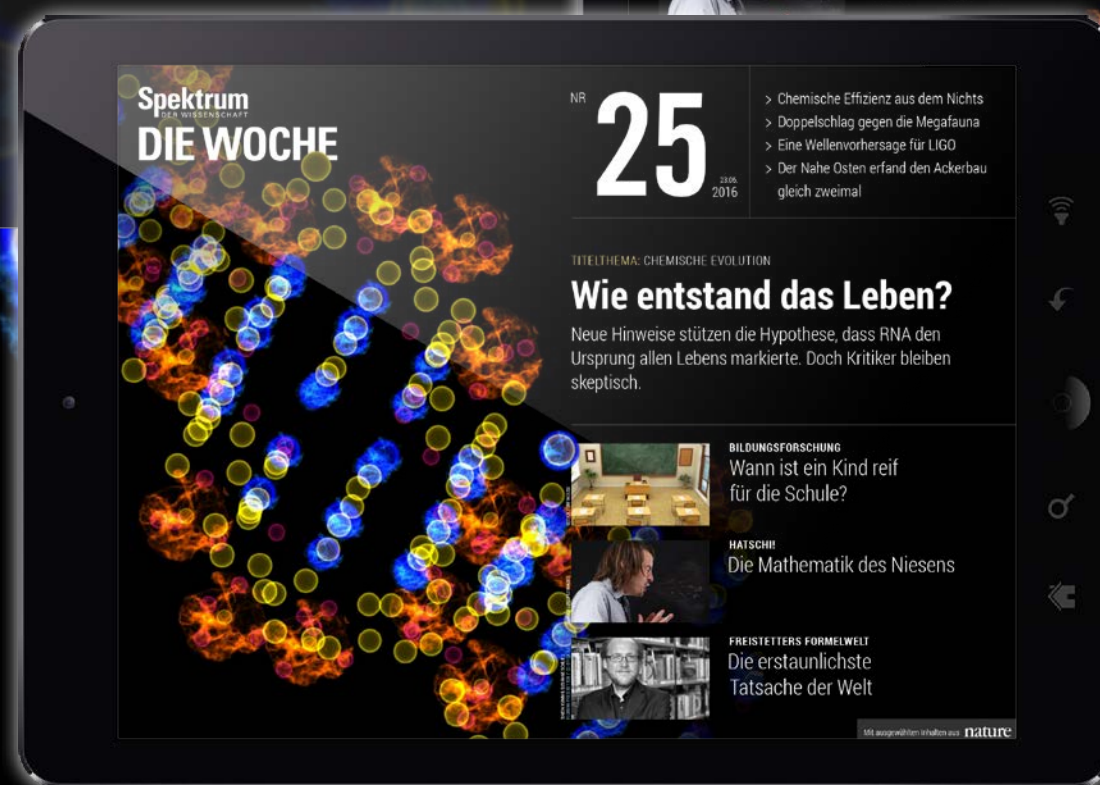 Spektrum
DER WISSENSCHAFT
DIE WOCHE
NR
25
23.06.
2016
> Chemische Effizienz aus dem Nichts
> Doppelschlag gegen die Megafauna
> Eine Wellenvorhersage für LIGO
> Der Nahe Osten erfand den Ackerbau
gleich zweimal
TITELTHEMA: CHEMISCHE EVOLUTION
Wie entstand das Leben?
Neue Hinweise stützen die Hypothese, dass RNA den
Ursprung allen Lebens markierte. Doch Kritiker bleiben
skeptisch.
BILDUNGSFORSCHUNG
Wann ist ein Kind reif
für die Schule?
HATSCHI!
Die Mathematik des Niesens
FREISTETTERS FORMELWELT
Die erstaunlichste
Tatsache der Welt
Mit ausgewählten Inhalten aus nature